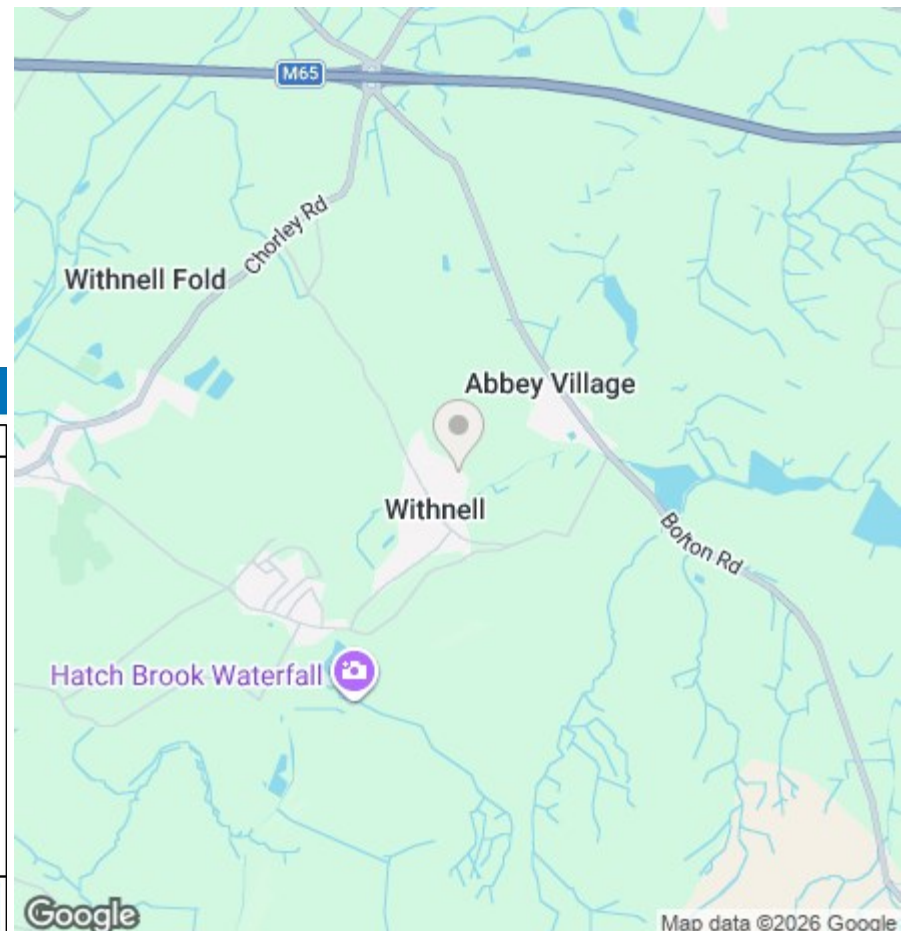 M65
Chorley Rd
Withnell Fold
Abbey Village
Withnell
Bolton Rd
Hatch Brook Waterfall
Google
Map data ©2026 Google